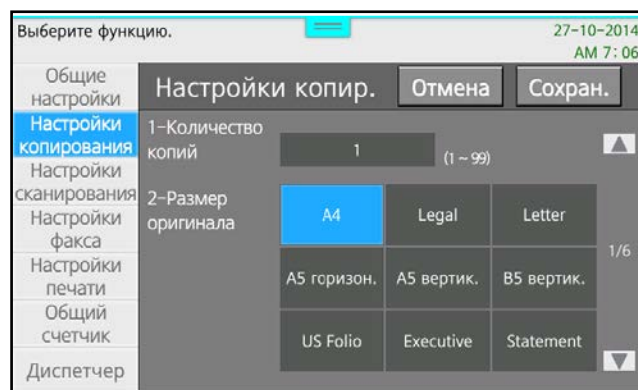 Выберите функцию.
27-10-2014
AM 7:06
Общие
настройки
Настройки
копирования
Настройки
сканирования
Настройки
факса
Настройки
печати
Общий
счетчик
Диспетчер
Настройки копир.
Отмена
Сохран.
1-Количество
копий
1
(1~99)
2-Размер
оригинала
A4
Legal
Letter
A5 горизон.
A5 вертик.
B5 вертик.
US Folio
Executive
Statement
1/6